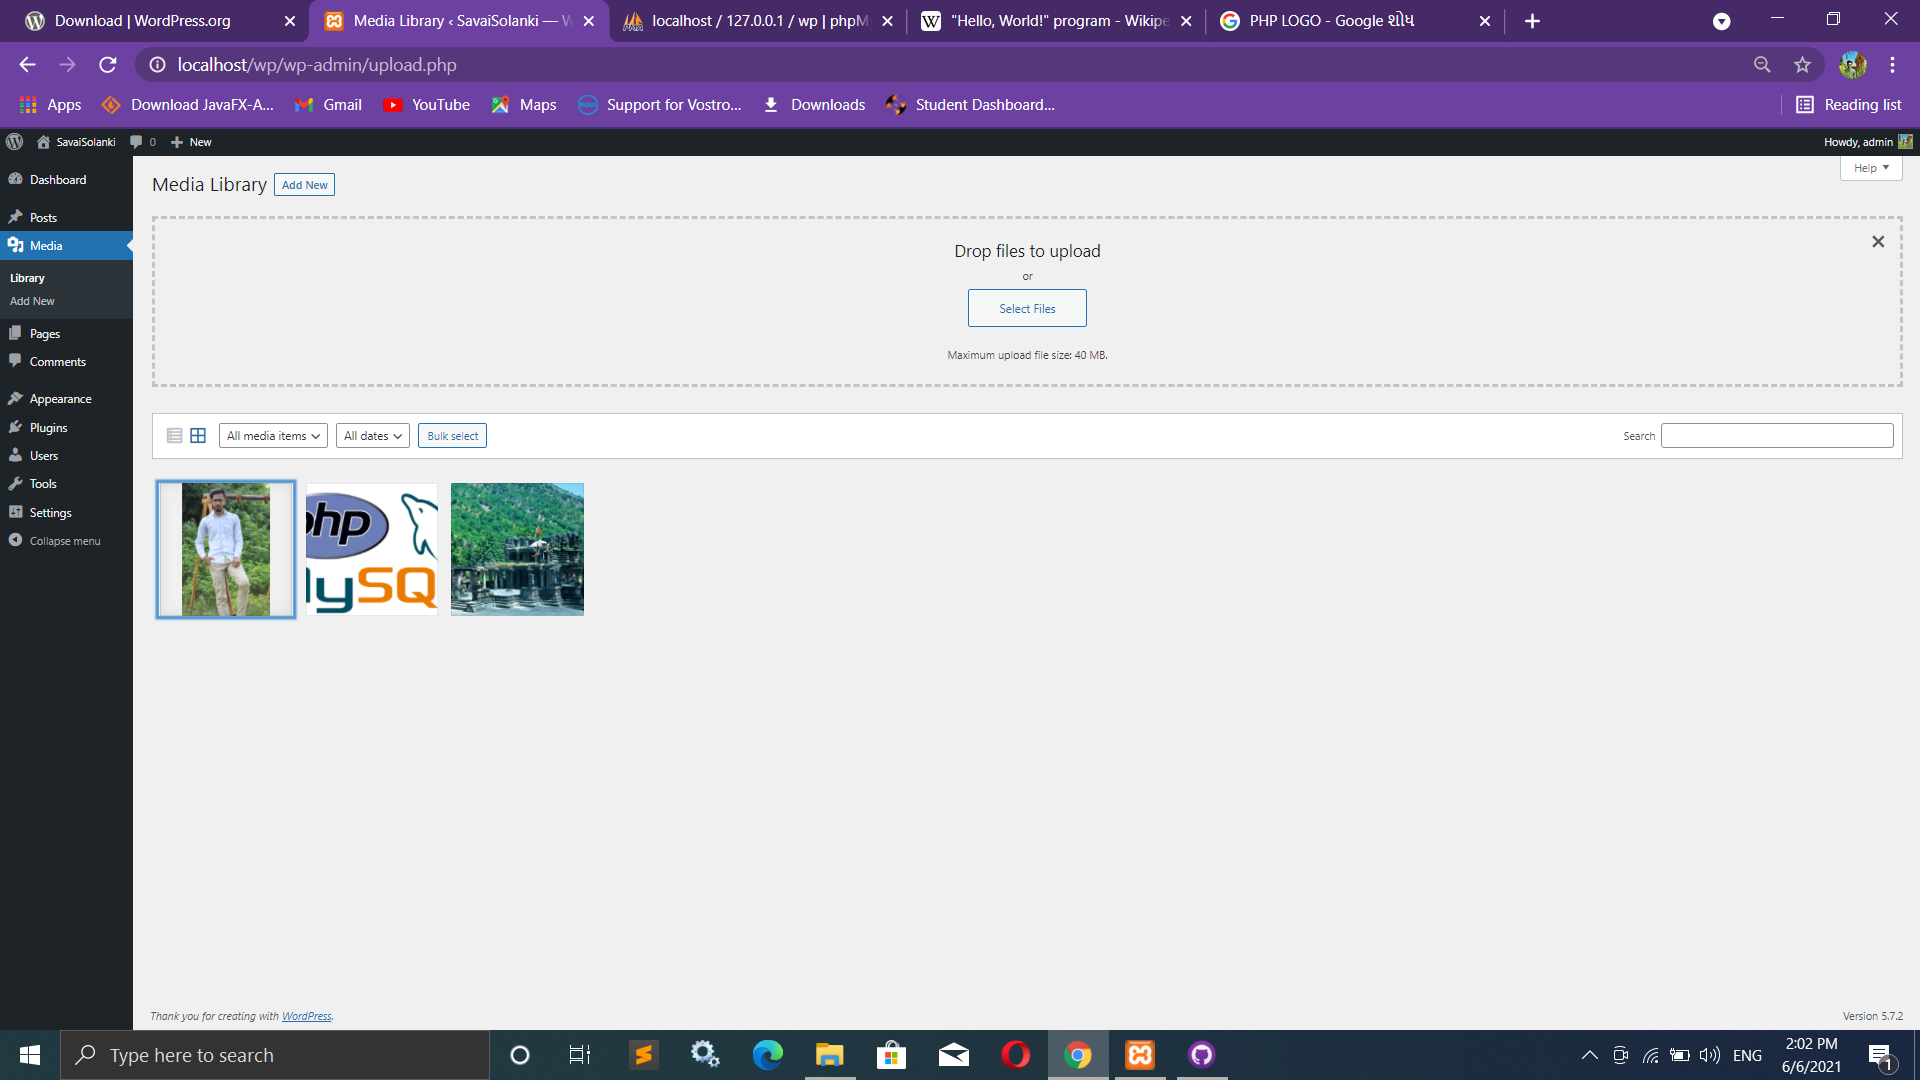 Download | WordPress.org
Media Library ‹ SavaiSolanki — W
localhost / 127.0.0.1 / wp | phpMy
"Hello, World!" program - Wikipe
PHP LOGO - Google શોધ
localhost/wp/wp-admin/upload.php
Apps
Download JavaFX-A...
Gmail
YouTube
Maps
Support for Vostro...
Downloads
Student Dashboard...
Reading list
SavaiSolanki
0
New
Howdy, admin
Dashboard
Posts
Media
Library
Add New
Pages
Comments
Appearance
Plugins
Users
Tools
Settings
Collapse menu
Media Library
Add New
Help
Drop files to upload
or
Select Files
Maximum upload file size: 40 MB.
All media items
All dates
Bulk select
Search
php
MySQ
Thank you for creating with WordPress.
Version 5.7.2
Type here to search
ENG
2:02 PM
6/6/2021
1